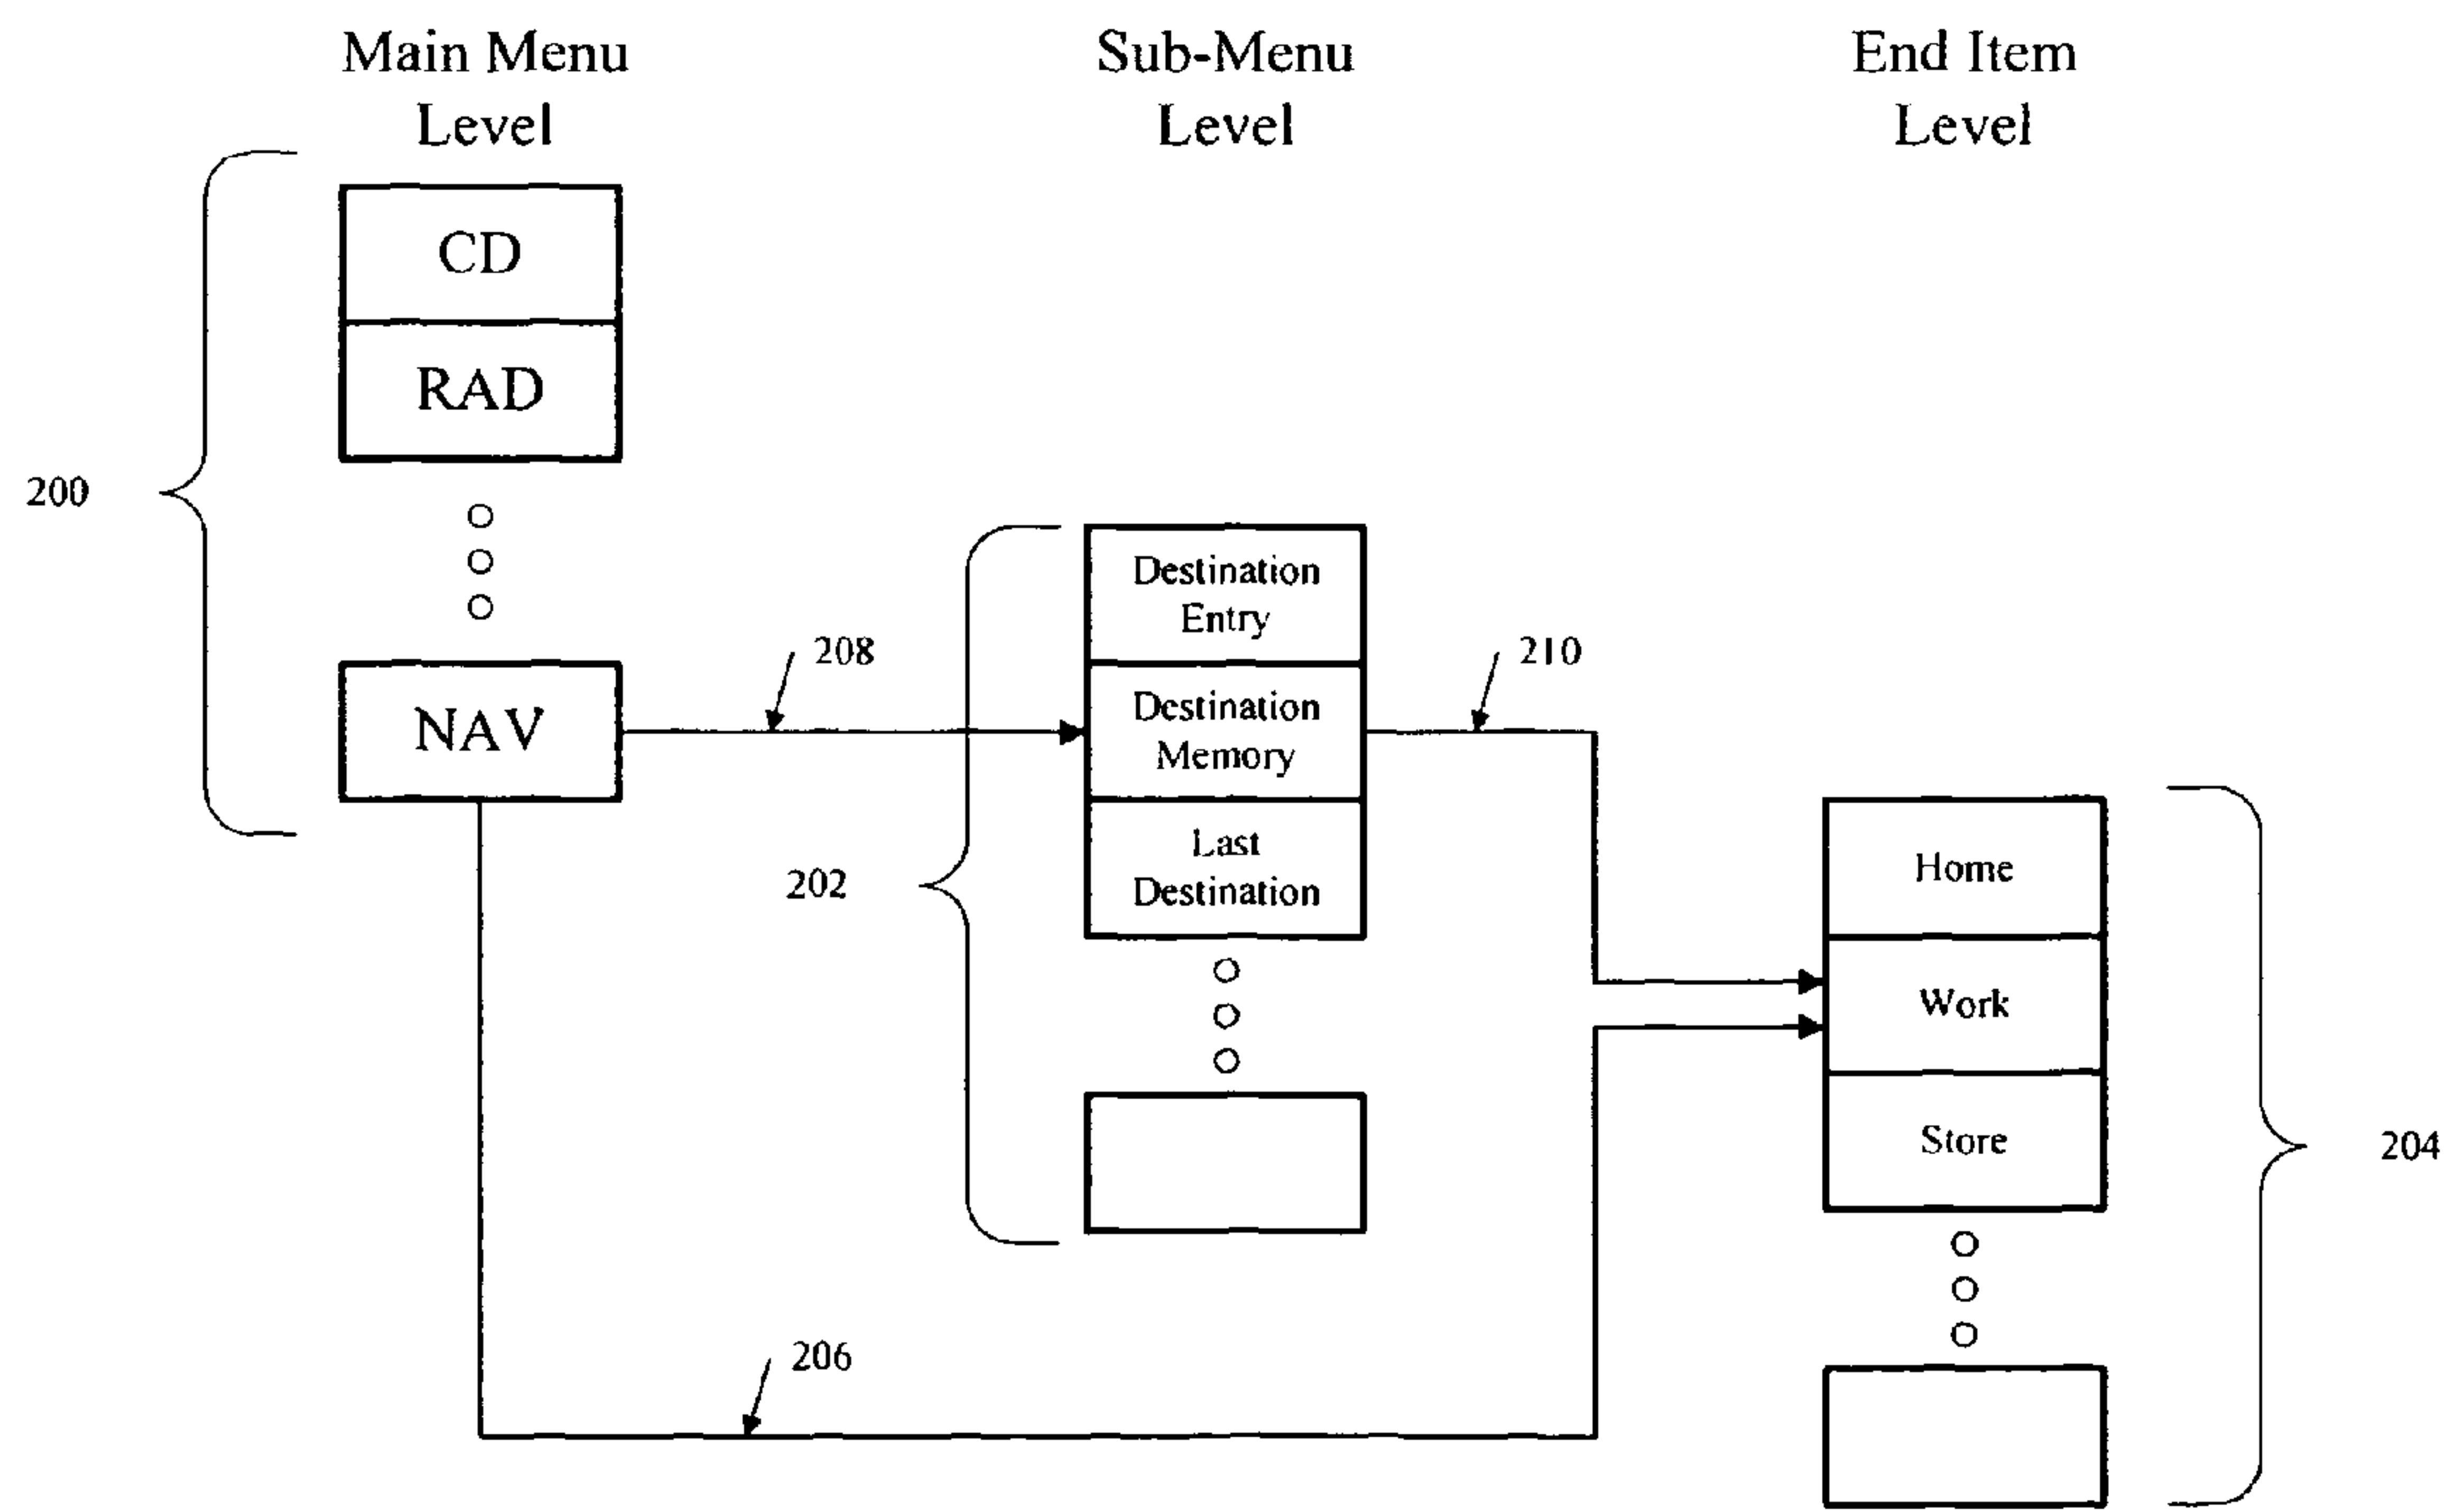 Main Menu
Level
Sub-Menu
Level
End Item
Level
CD
RAD
200
NAV
208
Destination
Entry
Destination
Memory
Last
Destination
202
210
Home
Work
Store
204
206